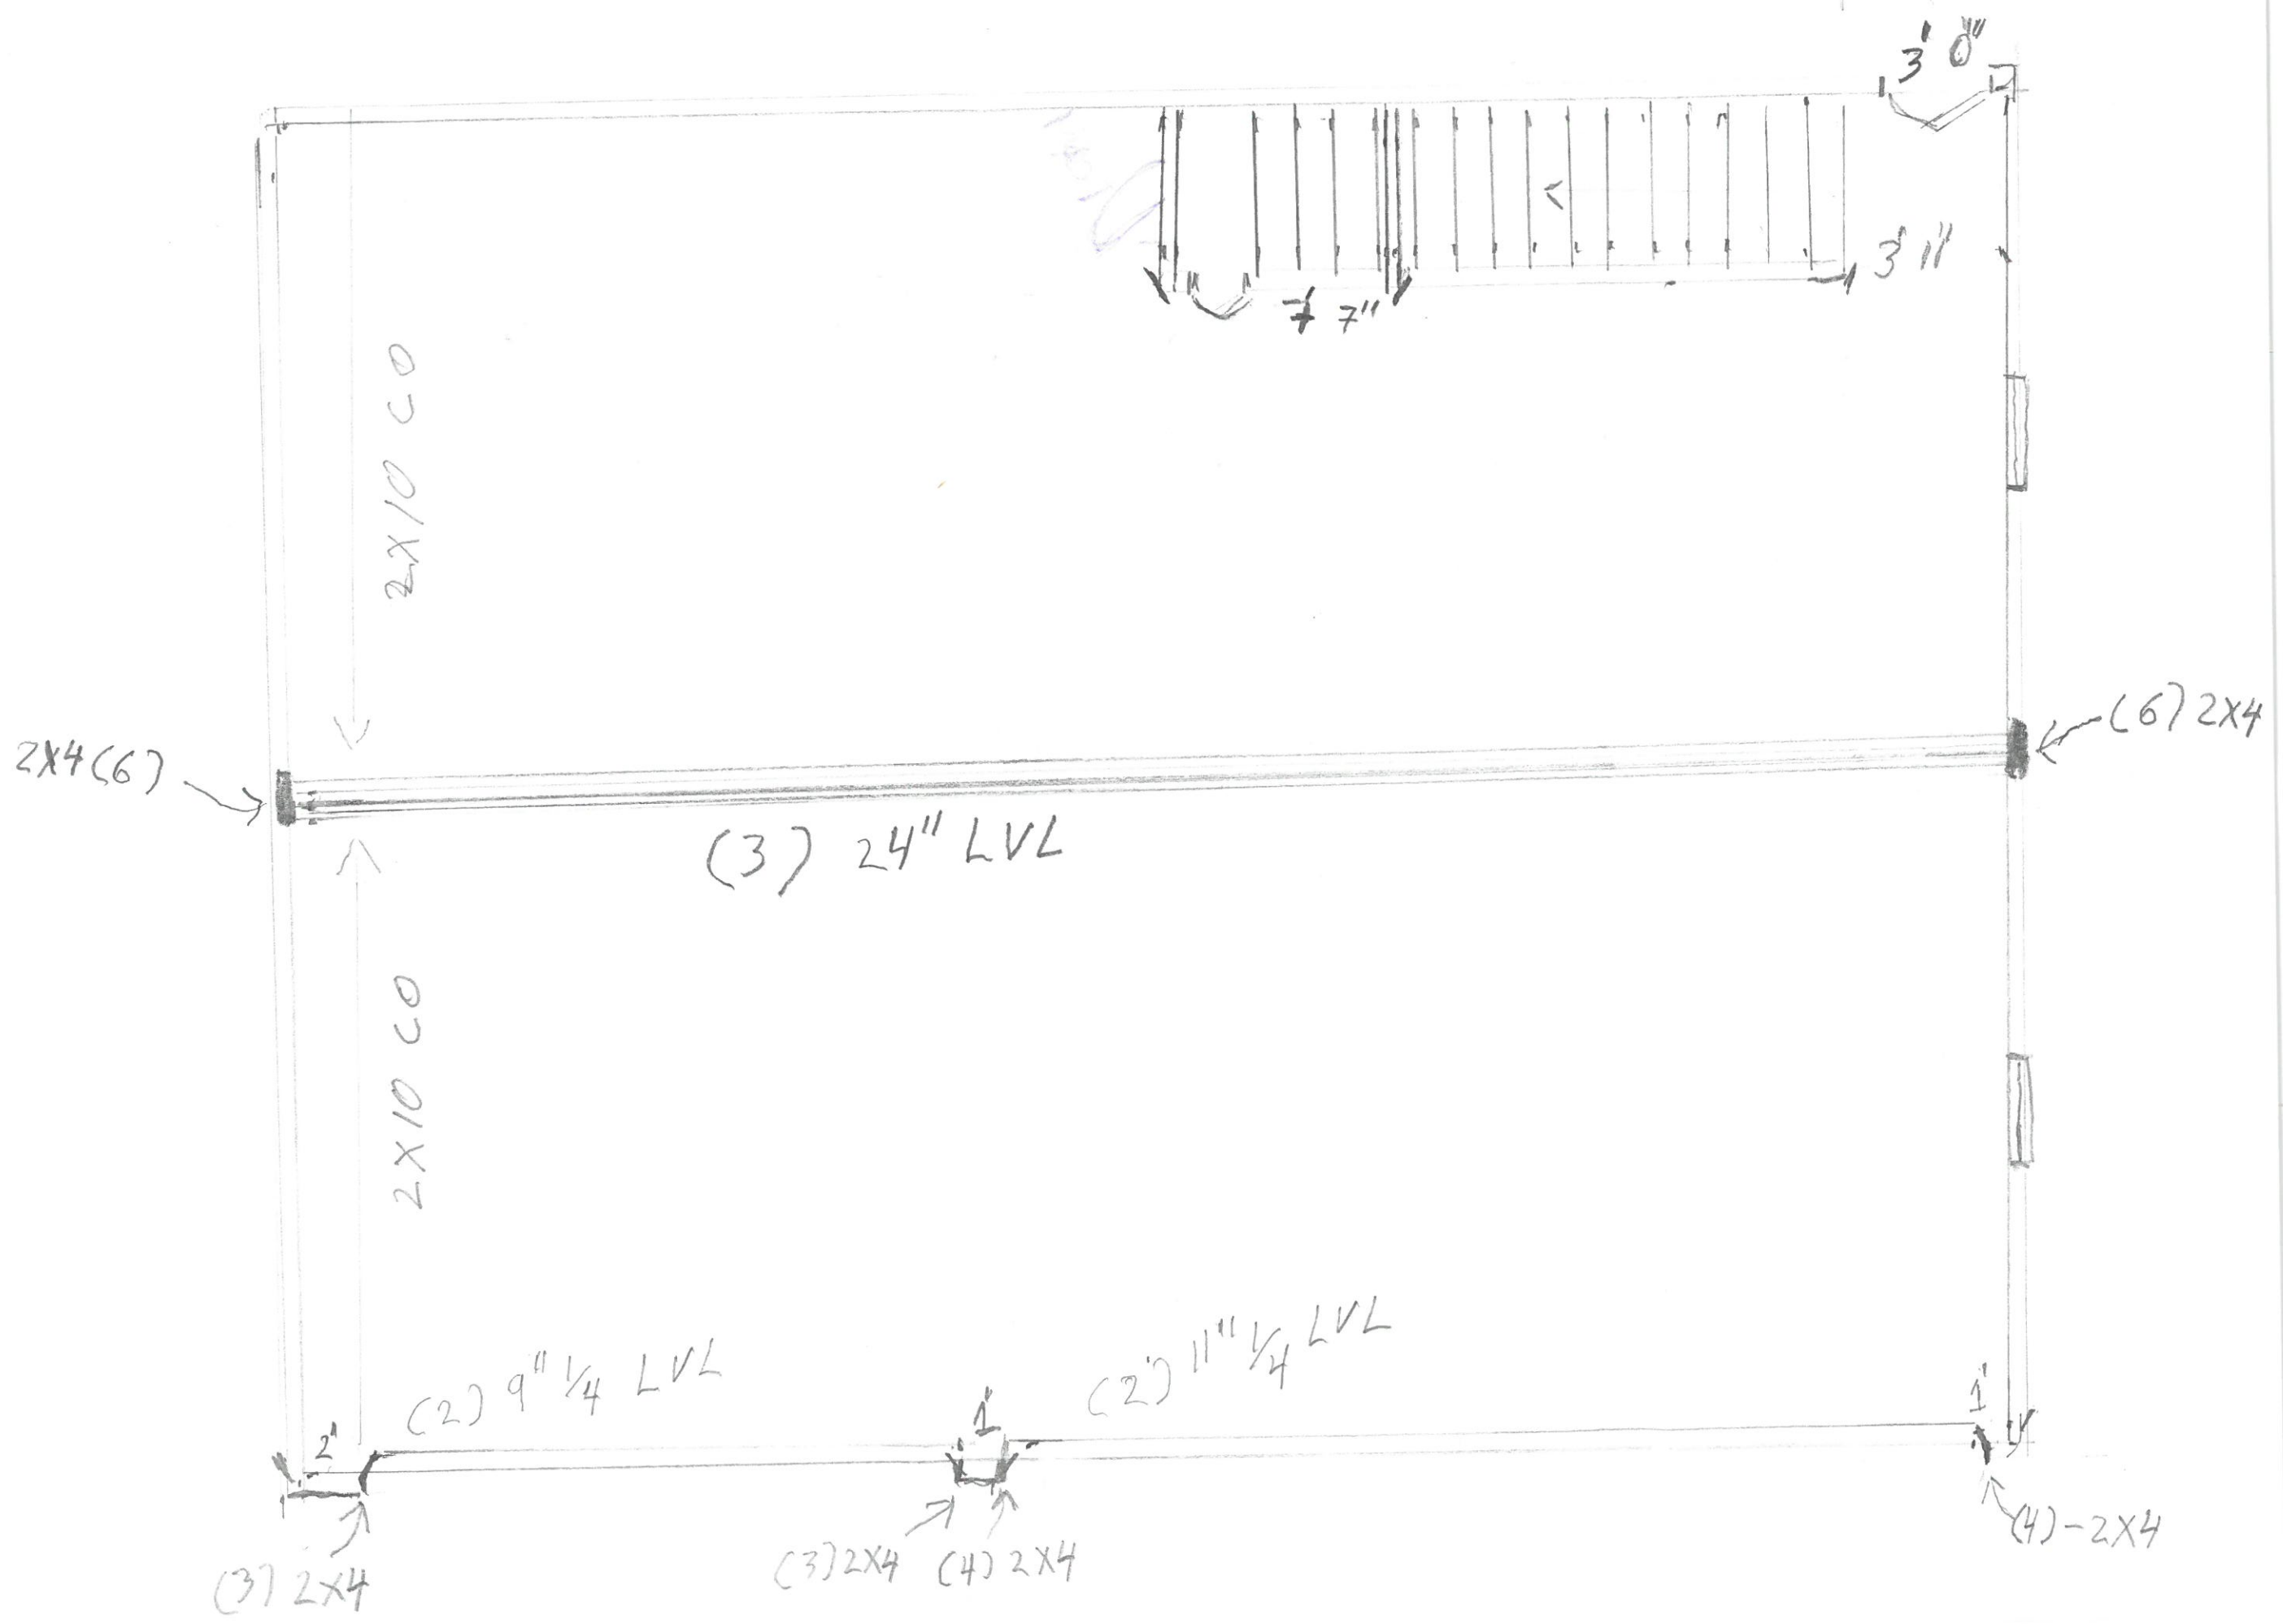 3' 0"
3' 1"
7' 7"
2X10 CO
(6) 2X4
2X4 (6)
(3) 24" LVL
2X10 CO
(2) 9" 1/4 LVL
(2) 11" 1/4 LVL
2'
1'
1'
(3) 2X4
(3) 2X4
(4) 2X4
(4) - 2X4